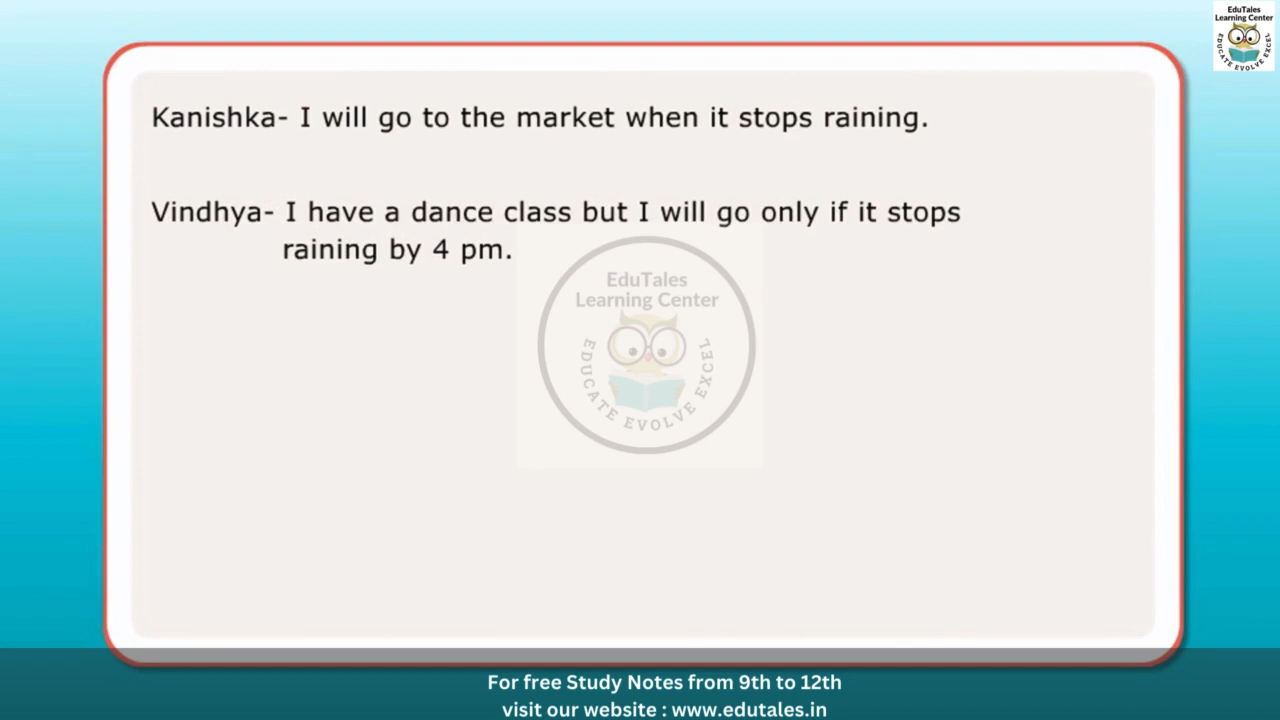 EduTales
Learning Center
EDUCATE EVOLVE EXCEL
Kanishka- I will go to the market when it stops raining.
Vindhya- I have a dance class but I will go only if it stops
raining by 4 pm.
EduTales
Learning Center
EDUCATE EVOLVE EXCEL
For free Study Notes from 9th to 12th
visit our website : www.edutales.in